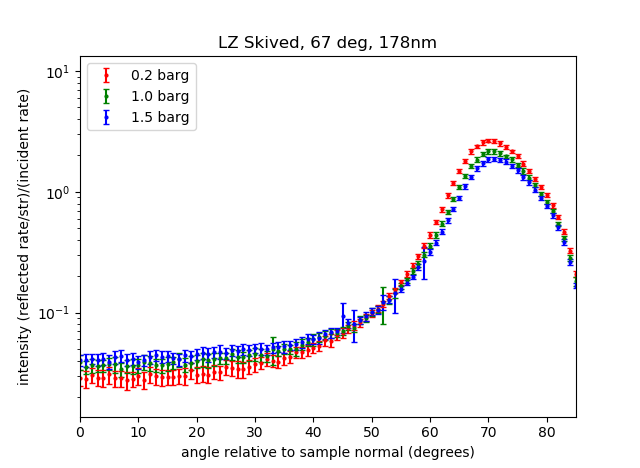 LZ Skived, 67 deg, 178nm
0.2 barg
1.0 barg
1.5 barg
10¹
10⁰
10⁻¹
intensity (reflected rate/str)/(incident rate)
0 10 20 30 40 50 60 70 80
angle relative to sample normal (degrees)